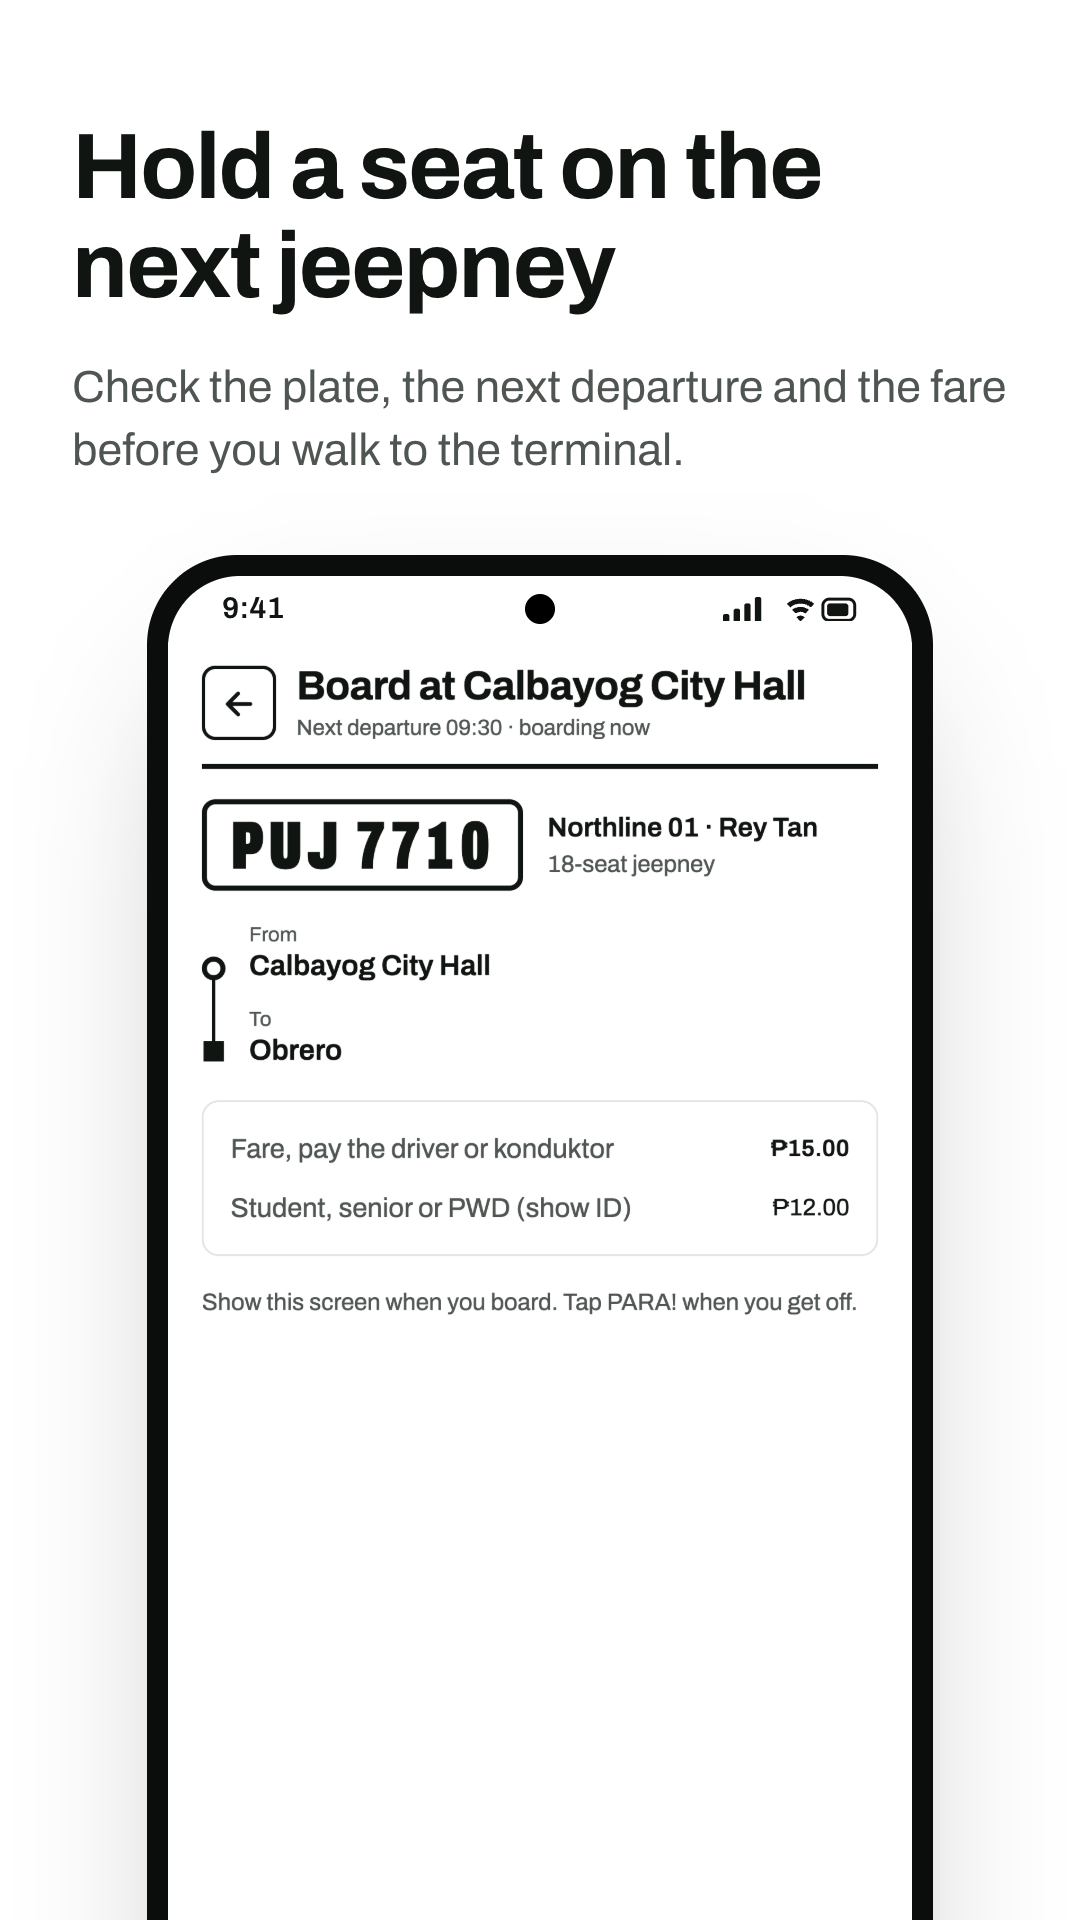 Hold a seat on the
next jeepney
Check the plate, the next departure and the fare
before you walk to the terminal.
9:41
Board at Calbayog City Hall
Next departure 09:30 · boarding now
PUJ 7710
Northline 01 · Rey Tan
18-seat jeepney
From
Calbayog City Hall
To
Obrero
Fare, pay the driver or konduktor ₱15.00
Student, senior or PWD (show ID) ₱12.00
Show this screen when you board. Tap PARA! when you get off.